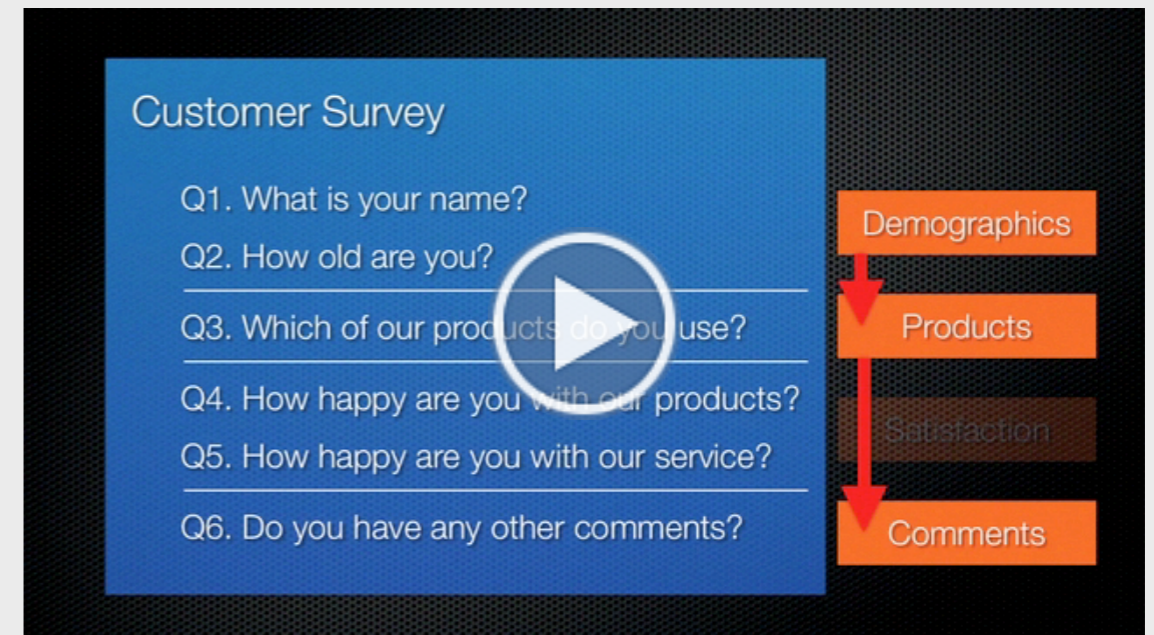 Customer Survey
Q1. What is your name?
Q2. How old are you?
Q3. Which of our products do you use?
Q4. How happy are you with our products?
Q5. How happy are you with our service?
Q6. Do you have any other comments?
Demographics
Products
Satisfaction
Comments